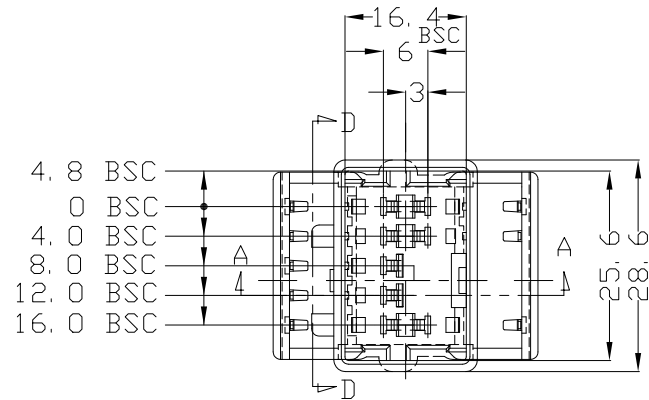 16, 4
BSC
6
3
D
4, 8 BSC
0 BSC
4, 0 BSC
8, 0 BSC
12, 0 BSC
16, 0 BSC
A
A
25, 6
28, 6
D